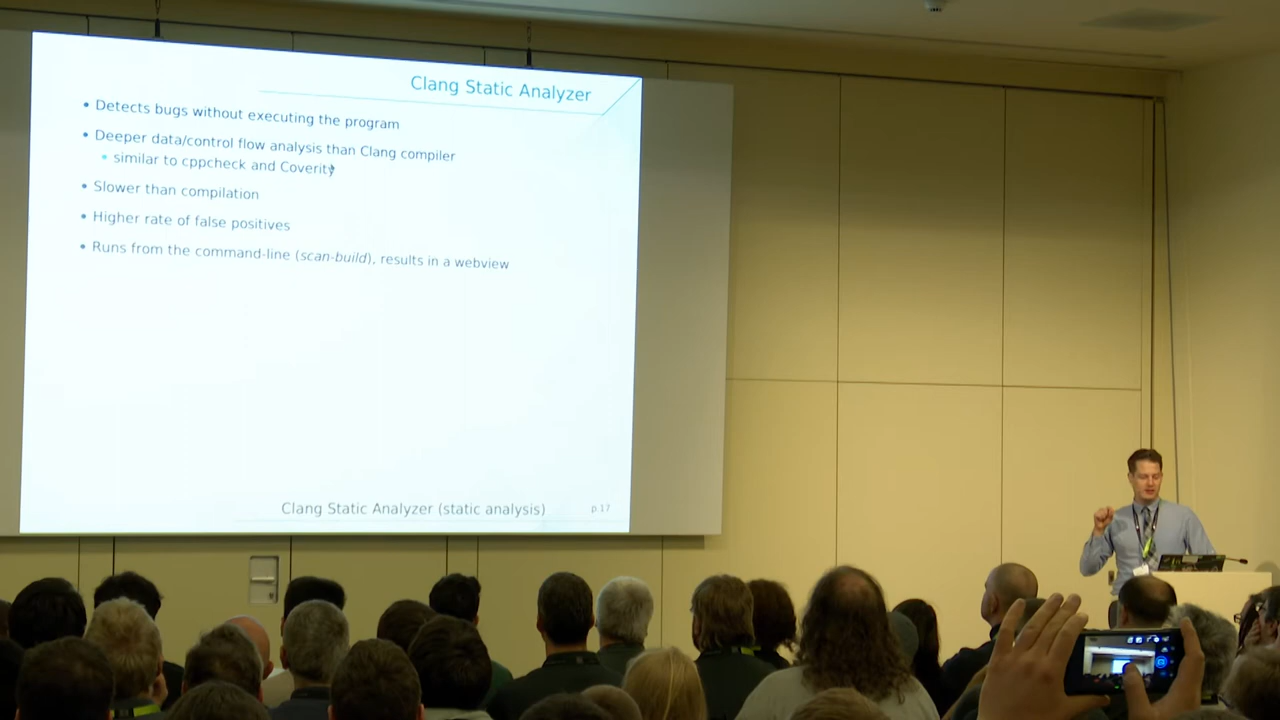 Clang Static Analyzer
• Detects bugs without executing the program
• Deeper data/control flow analysis than Clang compiler
• similar to cppcheck and Coverity
• Slower than compilation
• Higher rate of false positives
• Runs from the command-line (scan-build), results in a webview
Clang Static Analyzer (static analysis)
p.17